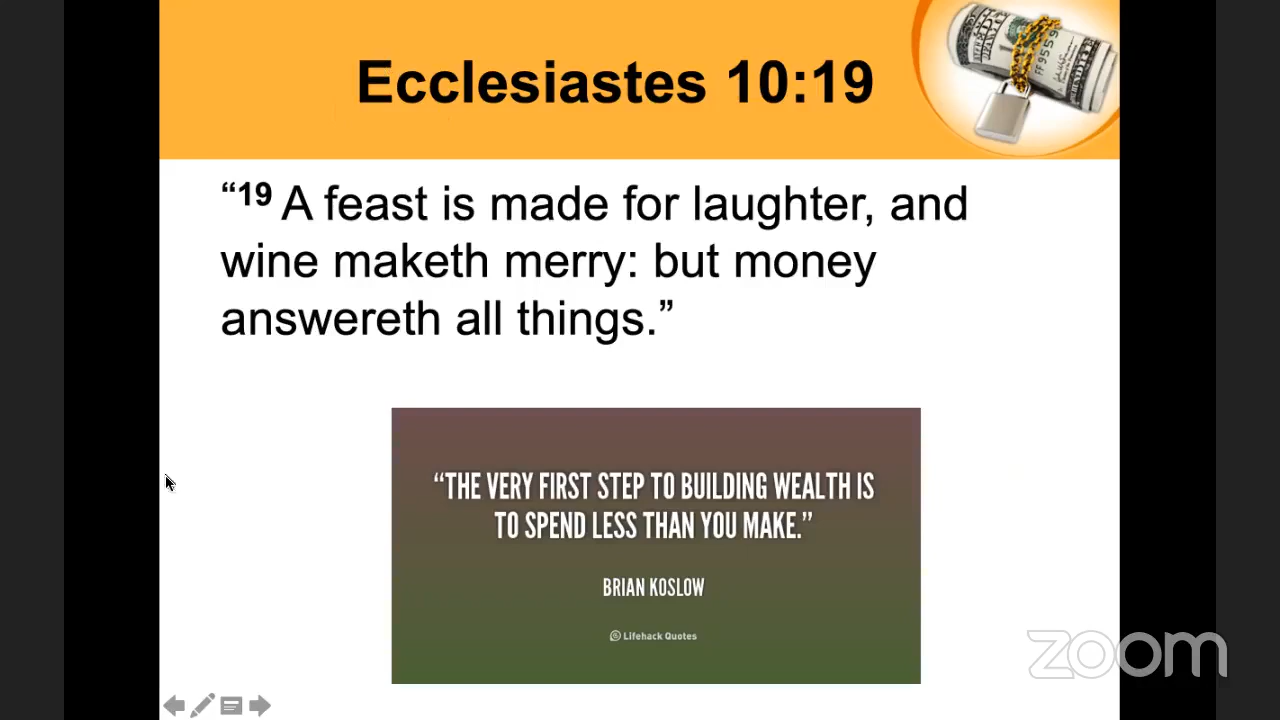 Ecclesiastes 10:19
“19 A feast is made for laughter, and
wine maketh merry: but money
answereth all things.”
“THE VERY FIRST STEP TO BUILDING WEALTH IS
TO SPEND LESS THAN YOU MAKE.”
BRIAN KOSLOW
Lifehack Quotes
zoom